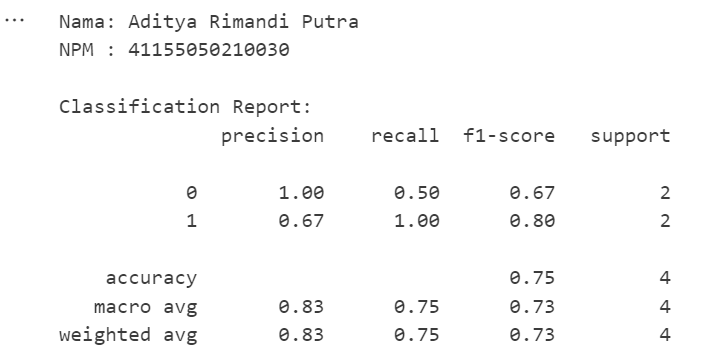 Nama: Aditya Rimandi Putra
NPM : 41155050210030
Classification Report:
precision recall f1-score support
0 1.00 0.50 0.67 2
1 0.67 1.00 0.80 2
accuracy 0.75 4
macro avg 0.83 0.75 0.73 4
weighted avg 0.83 0.75 0.73 4